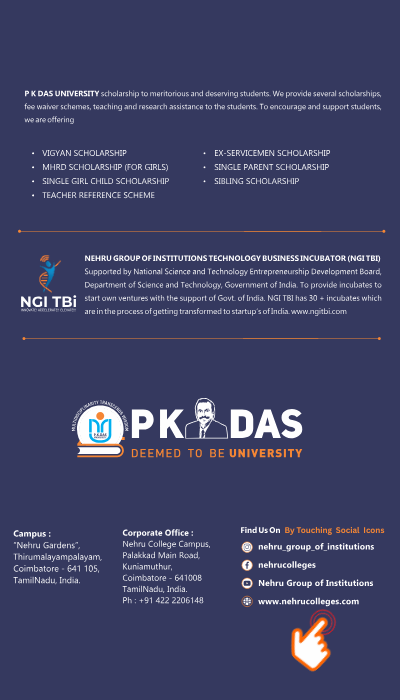 P K DAS UNIVERSITY scholarship to meritorious and deserving students. We provide several scholarships,
fee waiver schemes, teaching and research assistance to the students. To encourage and support students,
we are offering
• VIGYAN SCHOLARSHIP
• MHRD SCHOLARSHIP (FOR GIRLS)
• SINGLE GIRL CHILD SCHOLARSHIP
• TEACHER REFERENCE SCHEME
• EX-SERVICEMEN SCHOLARSHIP
• SINGLE PARENT SCHOLARSHIP
• SIBLING SCHOLARSHIP
NGI TBi
INNOVATE! ACCELERATE! ELEVATE!
NEHRU GROUP OF INSTITUTIONS TECHNOLOGY BUSINESS INCUBATOR (NGI TBI)
Supported by National Science and Technology Entrepreneurship Development Board,
Department of Science and Technology, Government of India. To provide incubates to
start own ventures with the support of Govt. of India. NGI TBI has 30 + incubates which
are in the process of getting transformed to startup's of India. www.ngitbi.com
PK DAS
DEEMED TO BE UNIVERSITY
Campus :
"Nehru Gardens",
Thirumalayampalayam,
Coimbatore - 641 105,
TamilNadu, India.
Corporate Office :
Nehru College Campus,
Palakkad Main Road,
Kuniamuthur,
Coimbatore - 641008
TamilNadu, India.
Ph : +91 422 2206148
Find Us On By Touching Social Icons
nehru_group_of_institutions
nehrucolleges
Nehru Group of Institutions
www.nehrucolleges.com